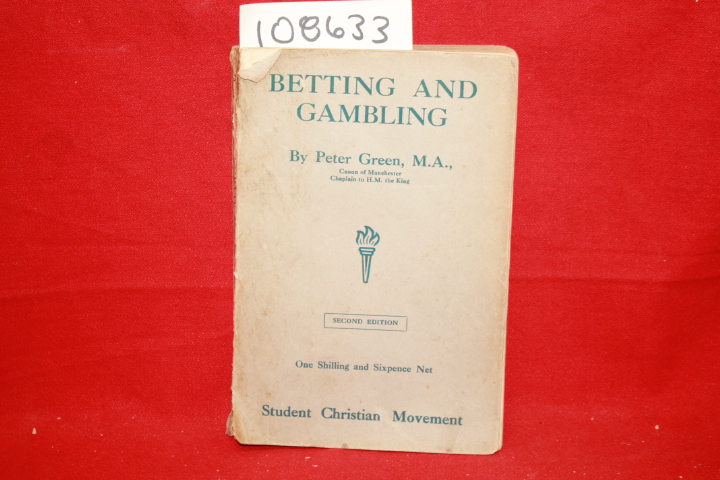 108633
BETTING AND
GAMBLING
By Peter Green, M.A.,
Canon of Manchester
Chaplain to H.M. the King
SECOND EDITION
One Shilling and Sixpence Net
Student Christian Movement